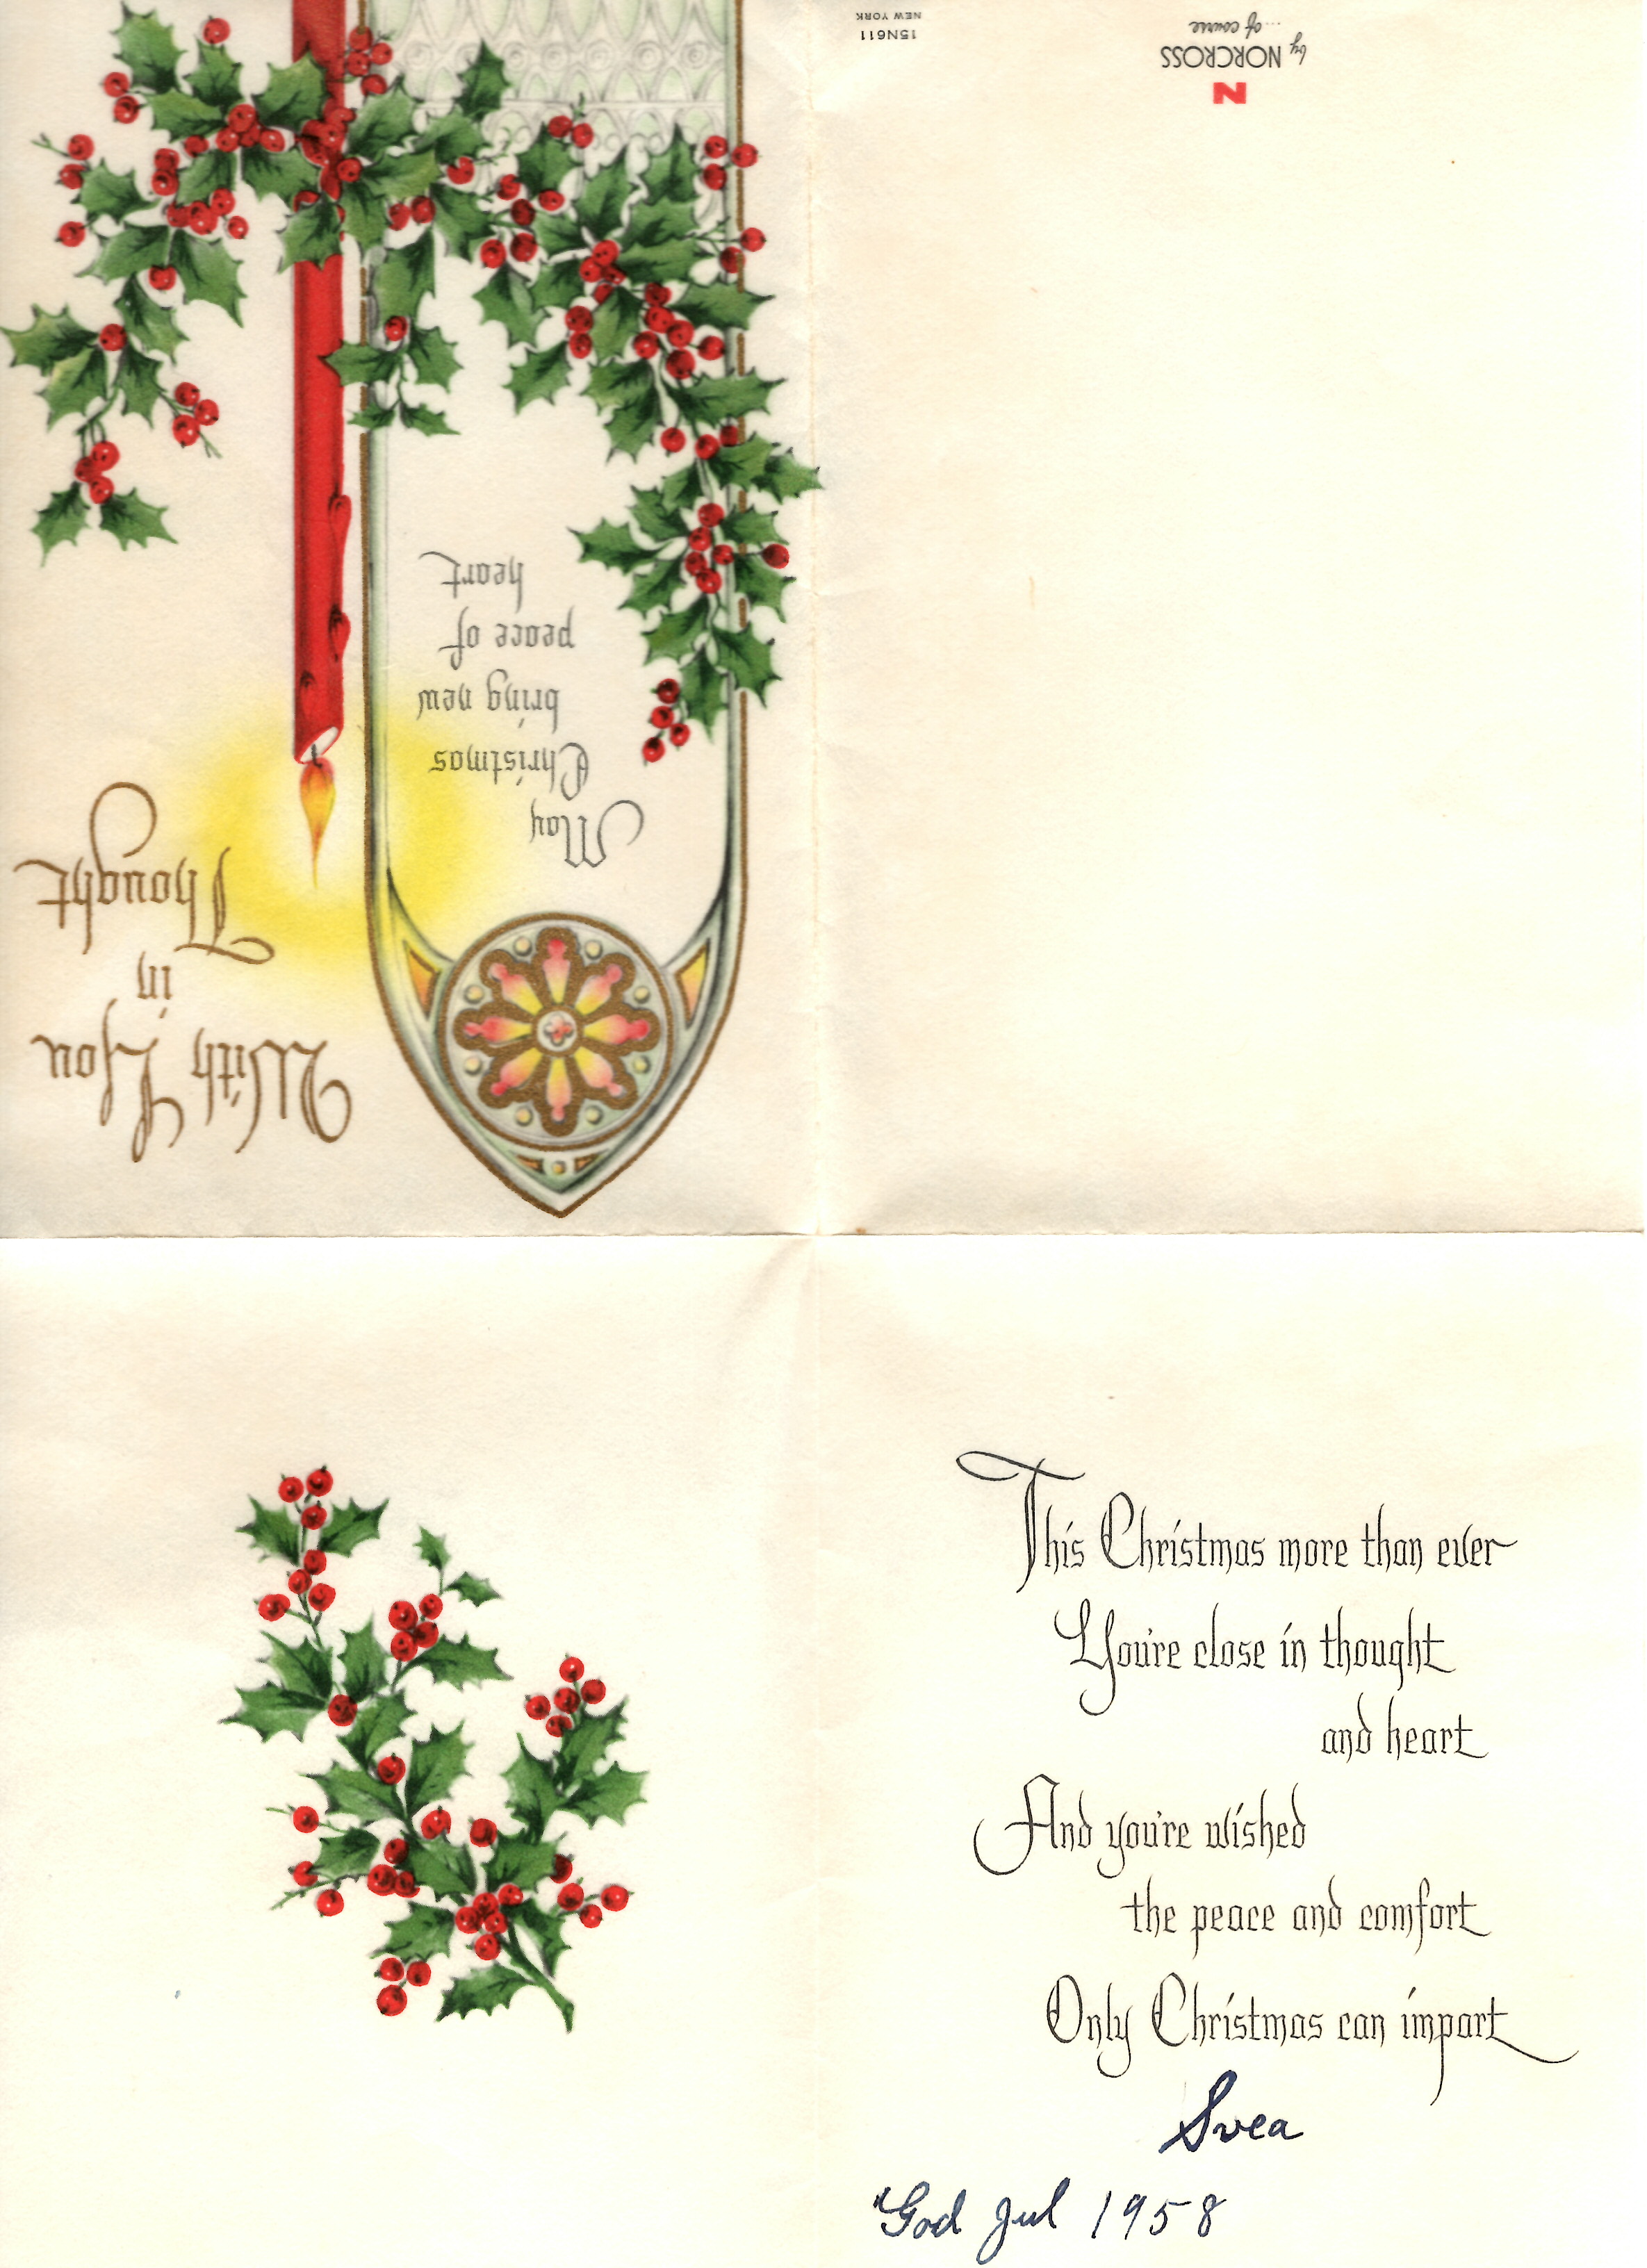 With You
in
Thought
May
Christmas
bring new
peace of
heart
N
by NORCROSS
...of course
15N611
NEW YORK
This Christmas more than ever
You're close in thought
and heart
And you're wished
the peace and comfort
Only Christmas can impart
Svea
"God Jul 1958